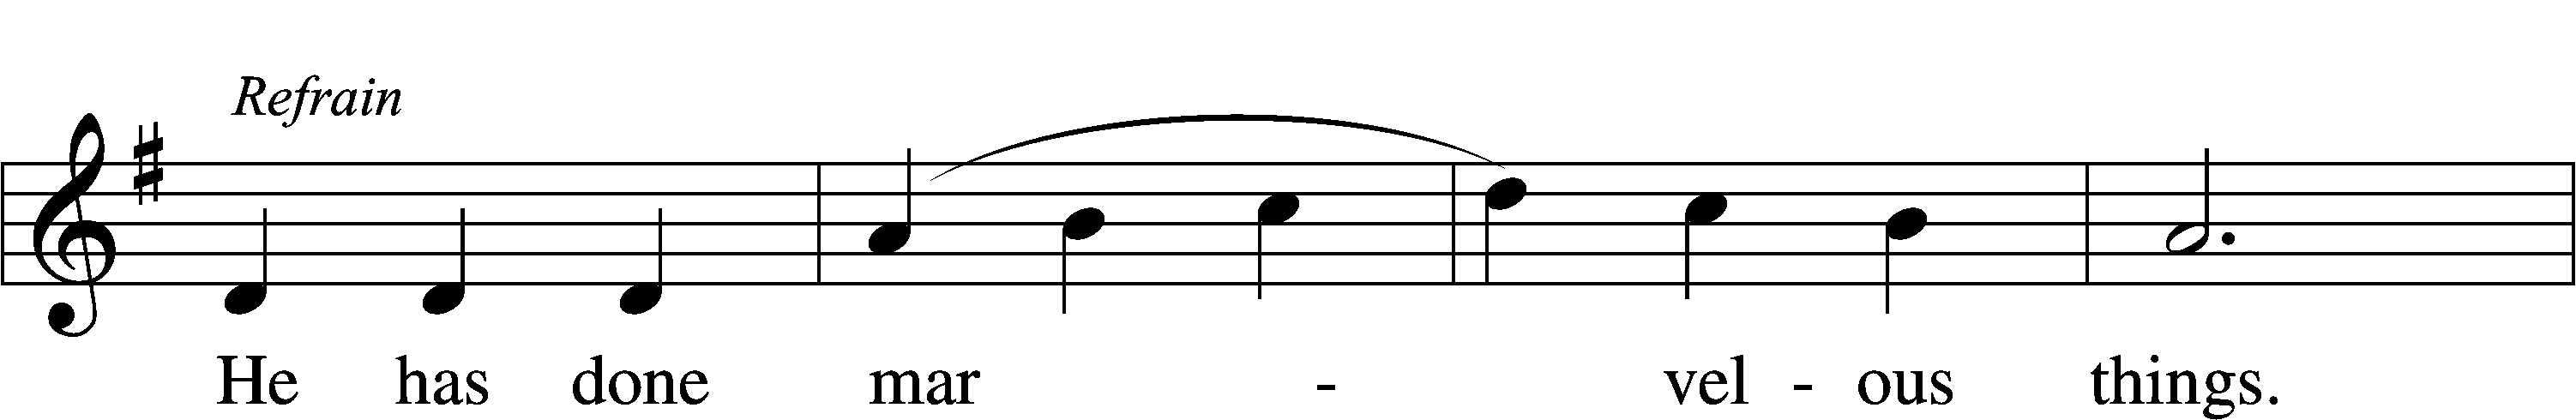 Refrain
He has done mar - vel - ous things.